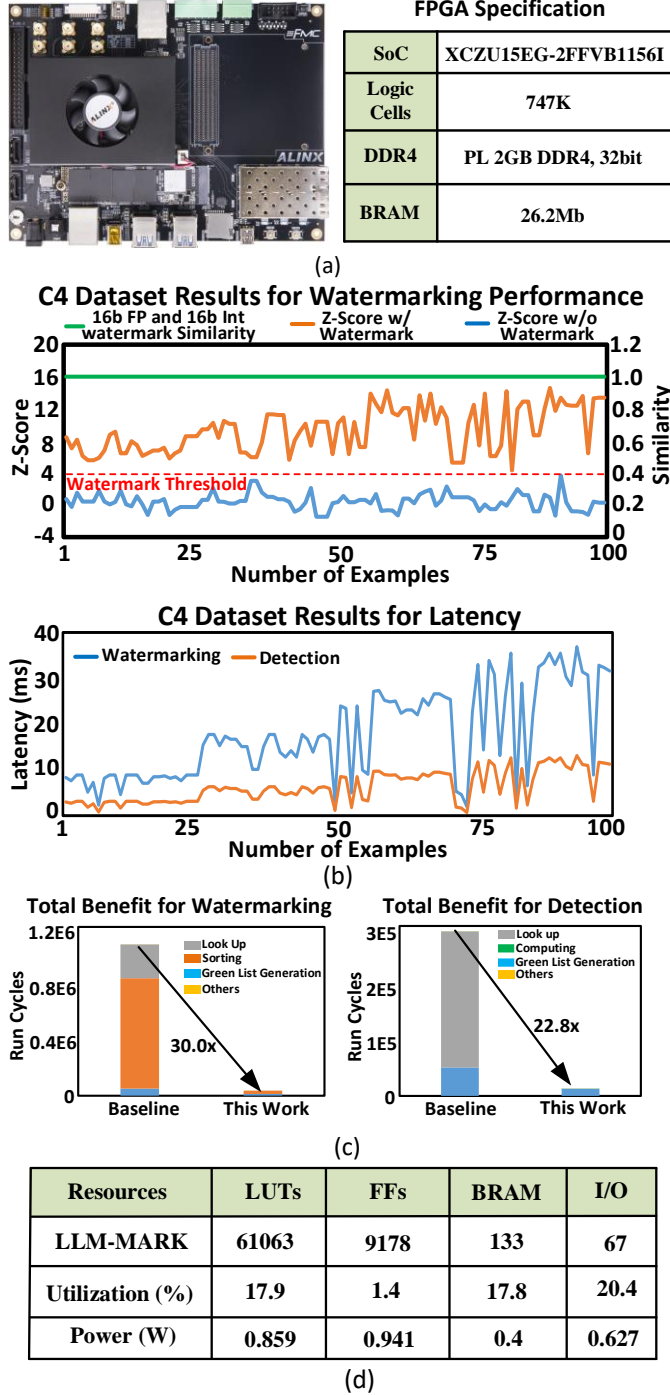 FPGA Specification
SoC XCZU15EG-2FFVB1156I
Logic Cells 747K
DDR4 PL 2GB DDR4, 32bit
BRAM 26.2Mb
FMC
ALINX
ALINX
(a)
C4 Dataset Results for Watermarking Performance
16b FP and 16b Int watermark Similarity
Z-Score w/ Watermark
Z-Score w/o Watermark
Z-Score
20
16
12
8
4
0
-4
Similarity
1.2
1.0
0.8
0.6
0.4
0.2
0
Watermark Threshold
1 25 50 75 100
Number of Examples
C4 Dataset Results for Latency
Watermarking Detection
Latency (ms)
40
30
20
10
0
1 25 50 75 100
Number of Examples
(b)
Total Benefit for Watermarking
Run Cycles
1.2E6
0.8E6
0.4E6
0
Look Up
Sorting
Green List Generation
Others
30.0x
Baseline This Work
Total Benefit for Detection
Run Cycles
3E5
2E5
1E5
0
Look up
Computing
Green List Generation
Others
22.8x
Baseline This Work
(c)
Resources LUTs FFs BRAM I/O
LLM-MARK 61063 9178 133 67
Utilization (%) 17.9 1.4 17.8 20.4
Power (W) 0.859 0.941 0.4 0.627
(d)